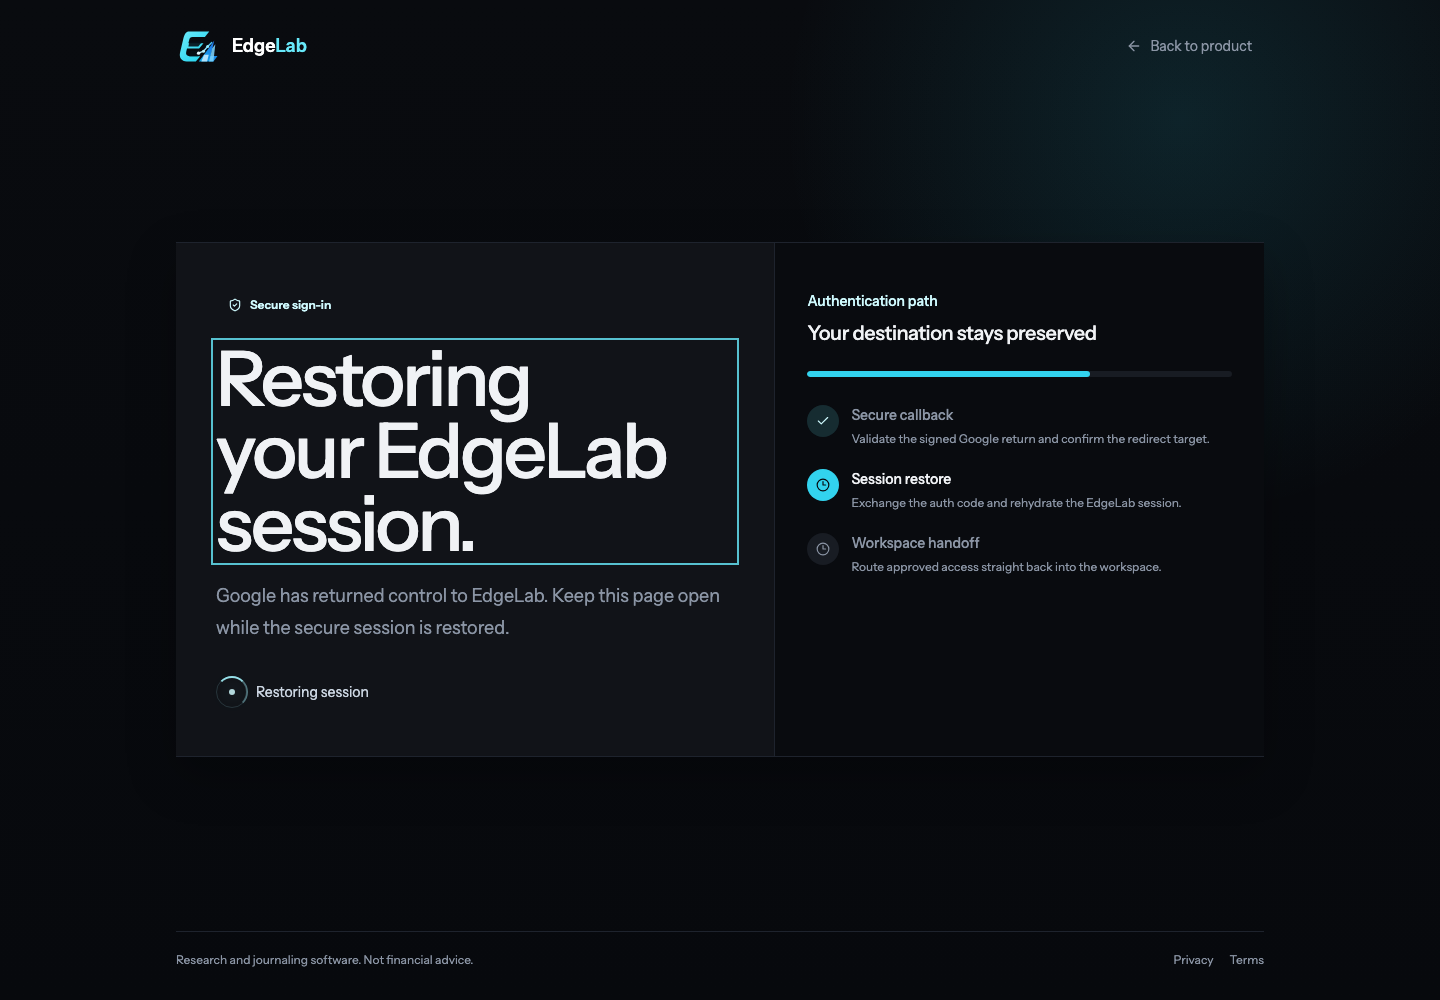 EdgeLab
Back to product
Secure sign-in
Restoring
your EdgeLab
session.
Google has returned control to EdgeLab. Keep this page open
while the secure session is restored.
Restoring session
Authentication path
Your destination stays preserved
Secure callback
Validate the signed Google return and confirm the redirect target.
Session restore
Exchange the auth code and rehydrate the EdgeLab session.
Workspace handoff
Route approved access straight back into the workspace.
Research and journaling software. Not financial advice.
Privacy
Terms